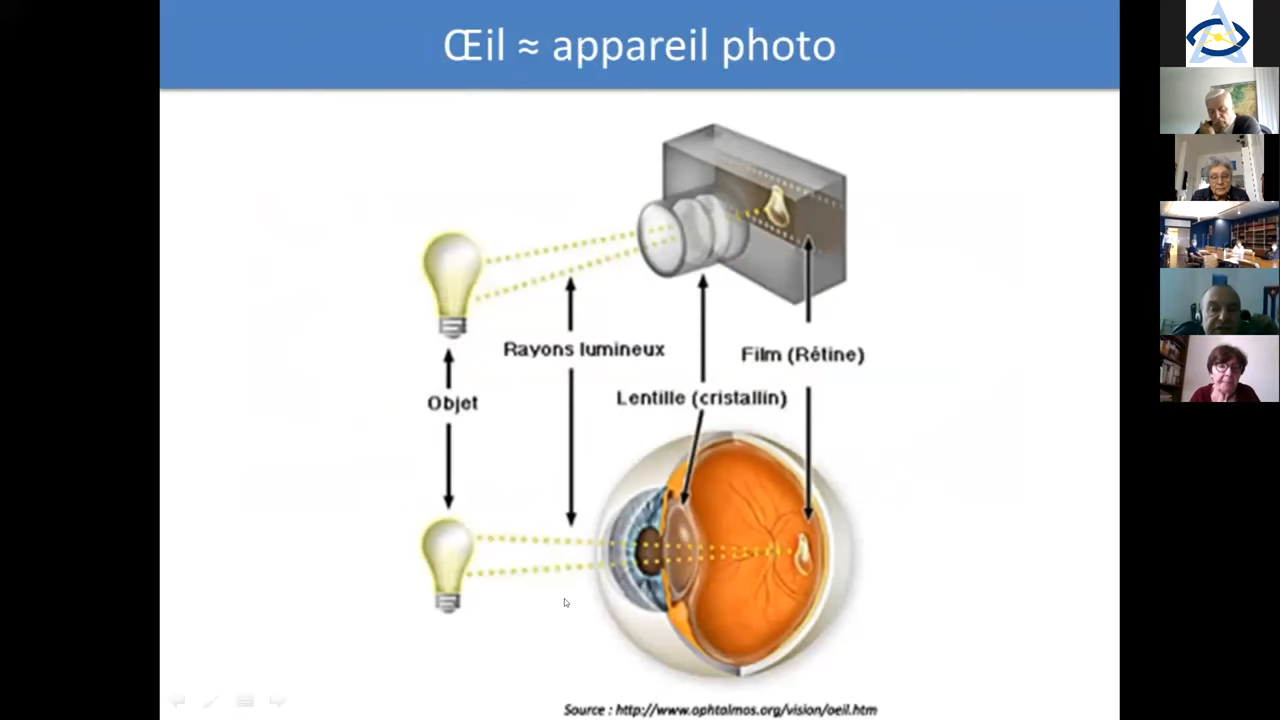 Œil ≈ appareil photo
Rayons lumineux
Film (Rétine)
Lentille (cristallin)
Objet
Source : http://www.ophtalmos.org/vision/oeil.htm